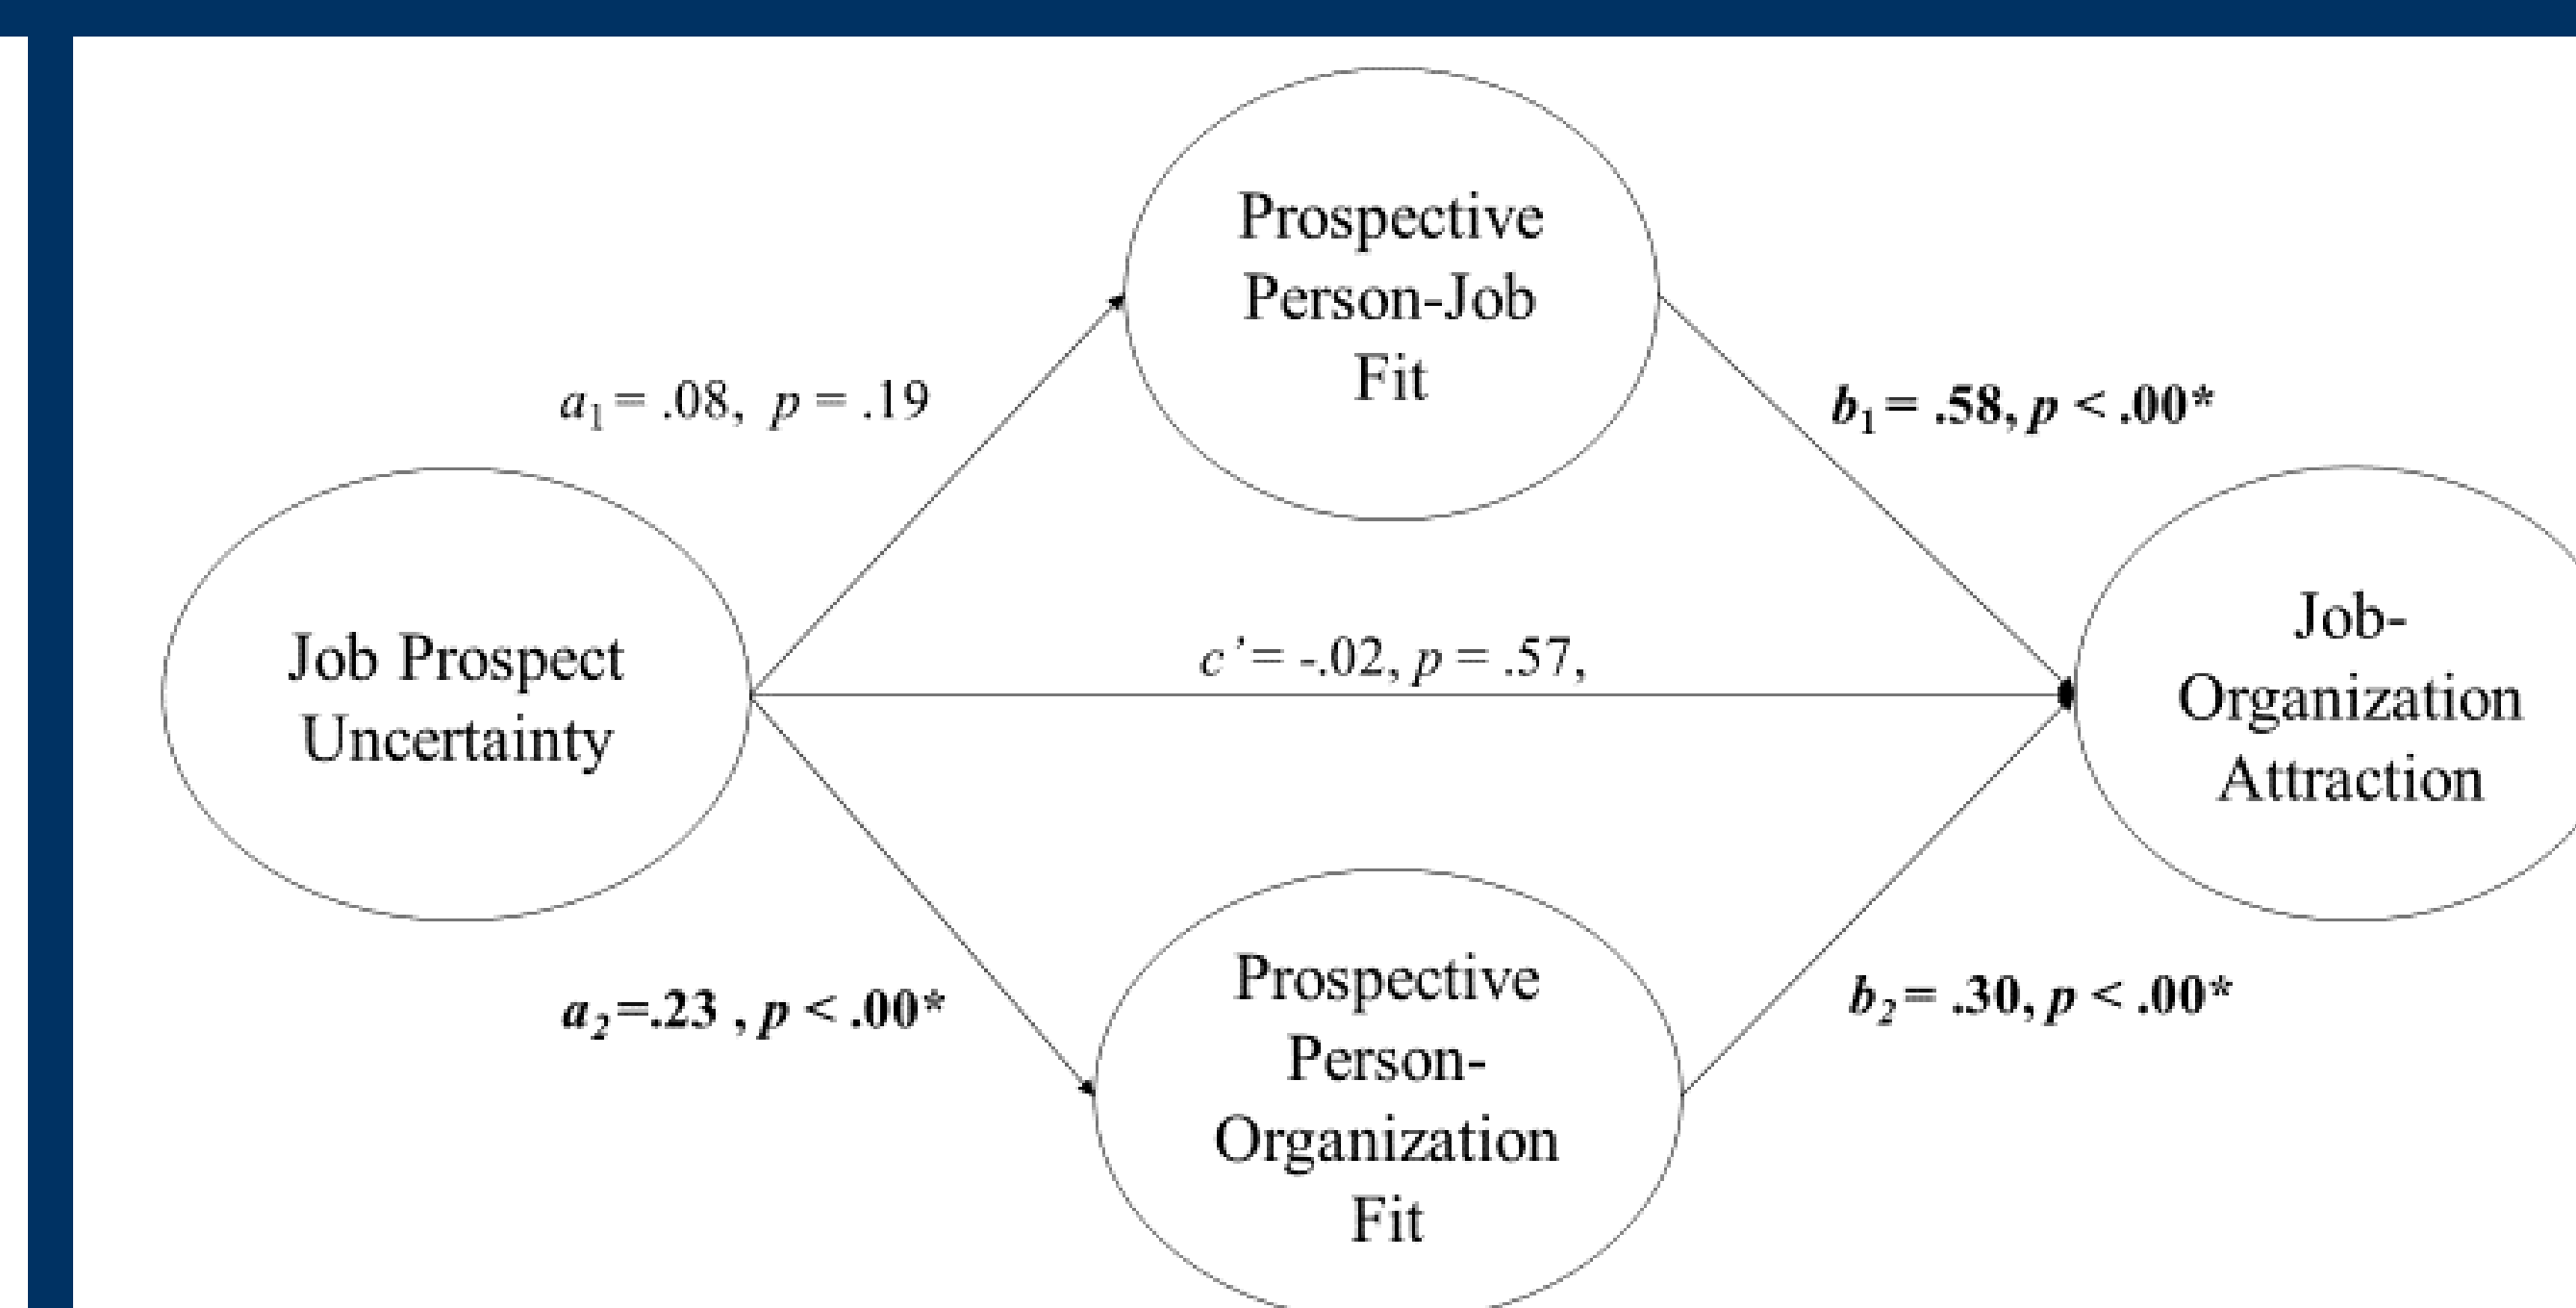 Prospective
Person-Job
Fit
a₁ = .08, p = .19
b₁ = .58, p < .00*
Job Prospect
Uncertainty
c’= -.02, p = .57,
Job-
Organization
Attraction
a₂ =.23 , p < .00*
b₂ = .30, p < .00*
Prospective
Person-
Organization
Fit